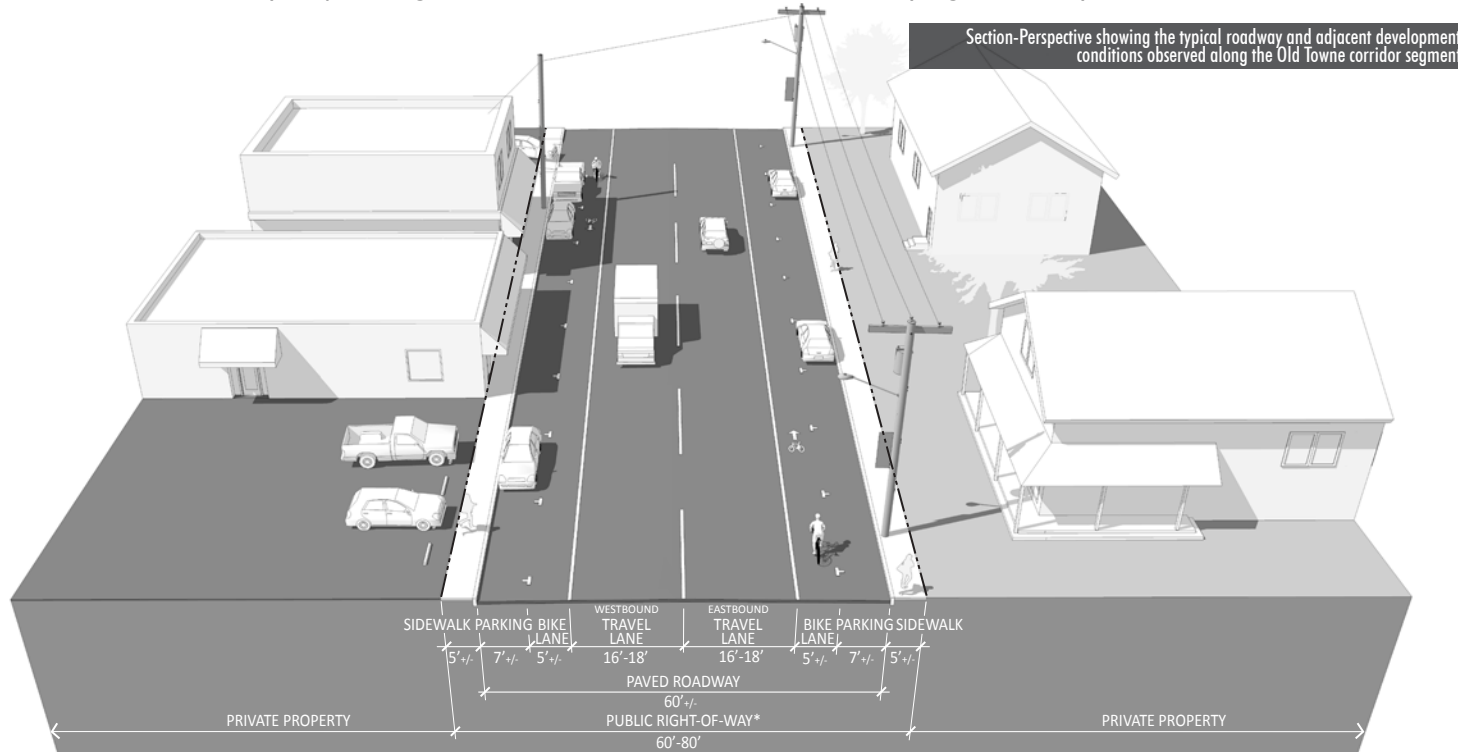 Section-Perspective showing the typical roadway and adjacent development
conditions observed along the Old Towne corridor segment
SIDEWALK PARKING BIKE LANE WESTBOUND TRAVEL LANE EASTBOUND TRAVEL LANE BIKE LANE PARKING SIDEWALK
5'+/- 7'+/- 5'+/- 16'-18' 16'-18' 5'+/- 7'+/- 5'+/-
PAVED ROADWAY
60'+/-
PRIVATE PROPERTY PUBLIC RIGHT-OF-WAY* PRIVATE PROPERTY
60'-80'